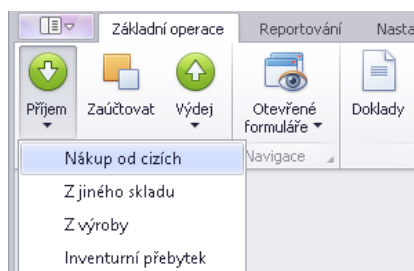 Základní operace
Reportování
Nasta
Příjem
Zaúčtovat
Výdej
Otevřené
formuláře
Doklady
Navigace
Nákup od cizích
Z jiného skladu
Z výroby
Inventurní přebytek